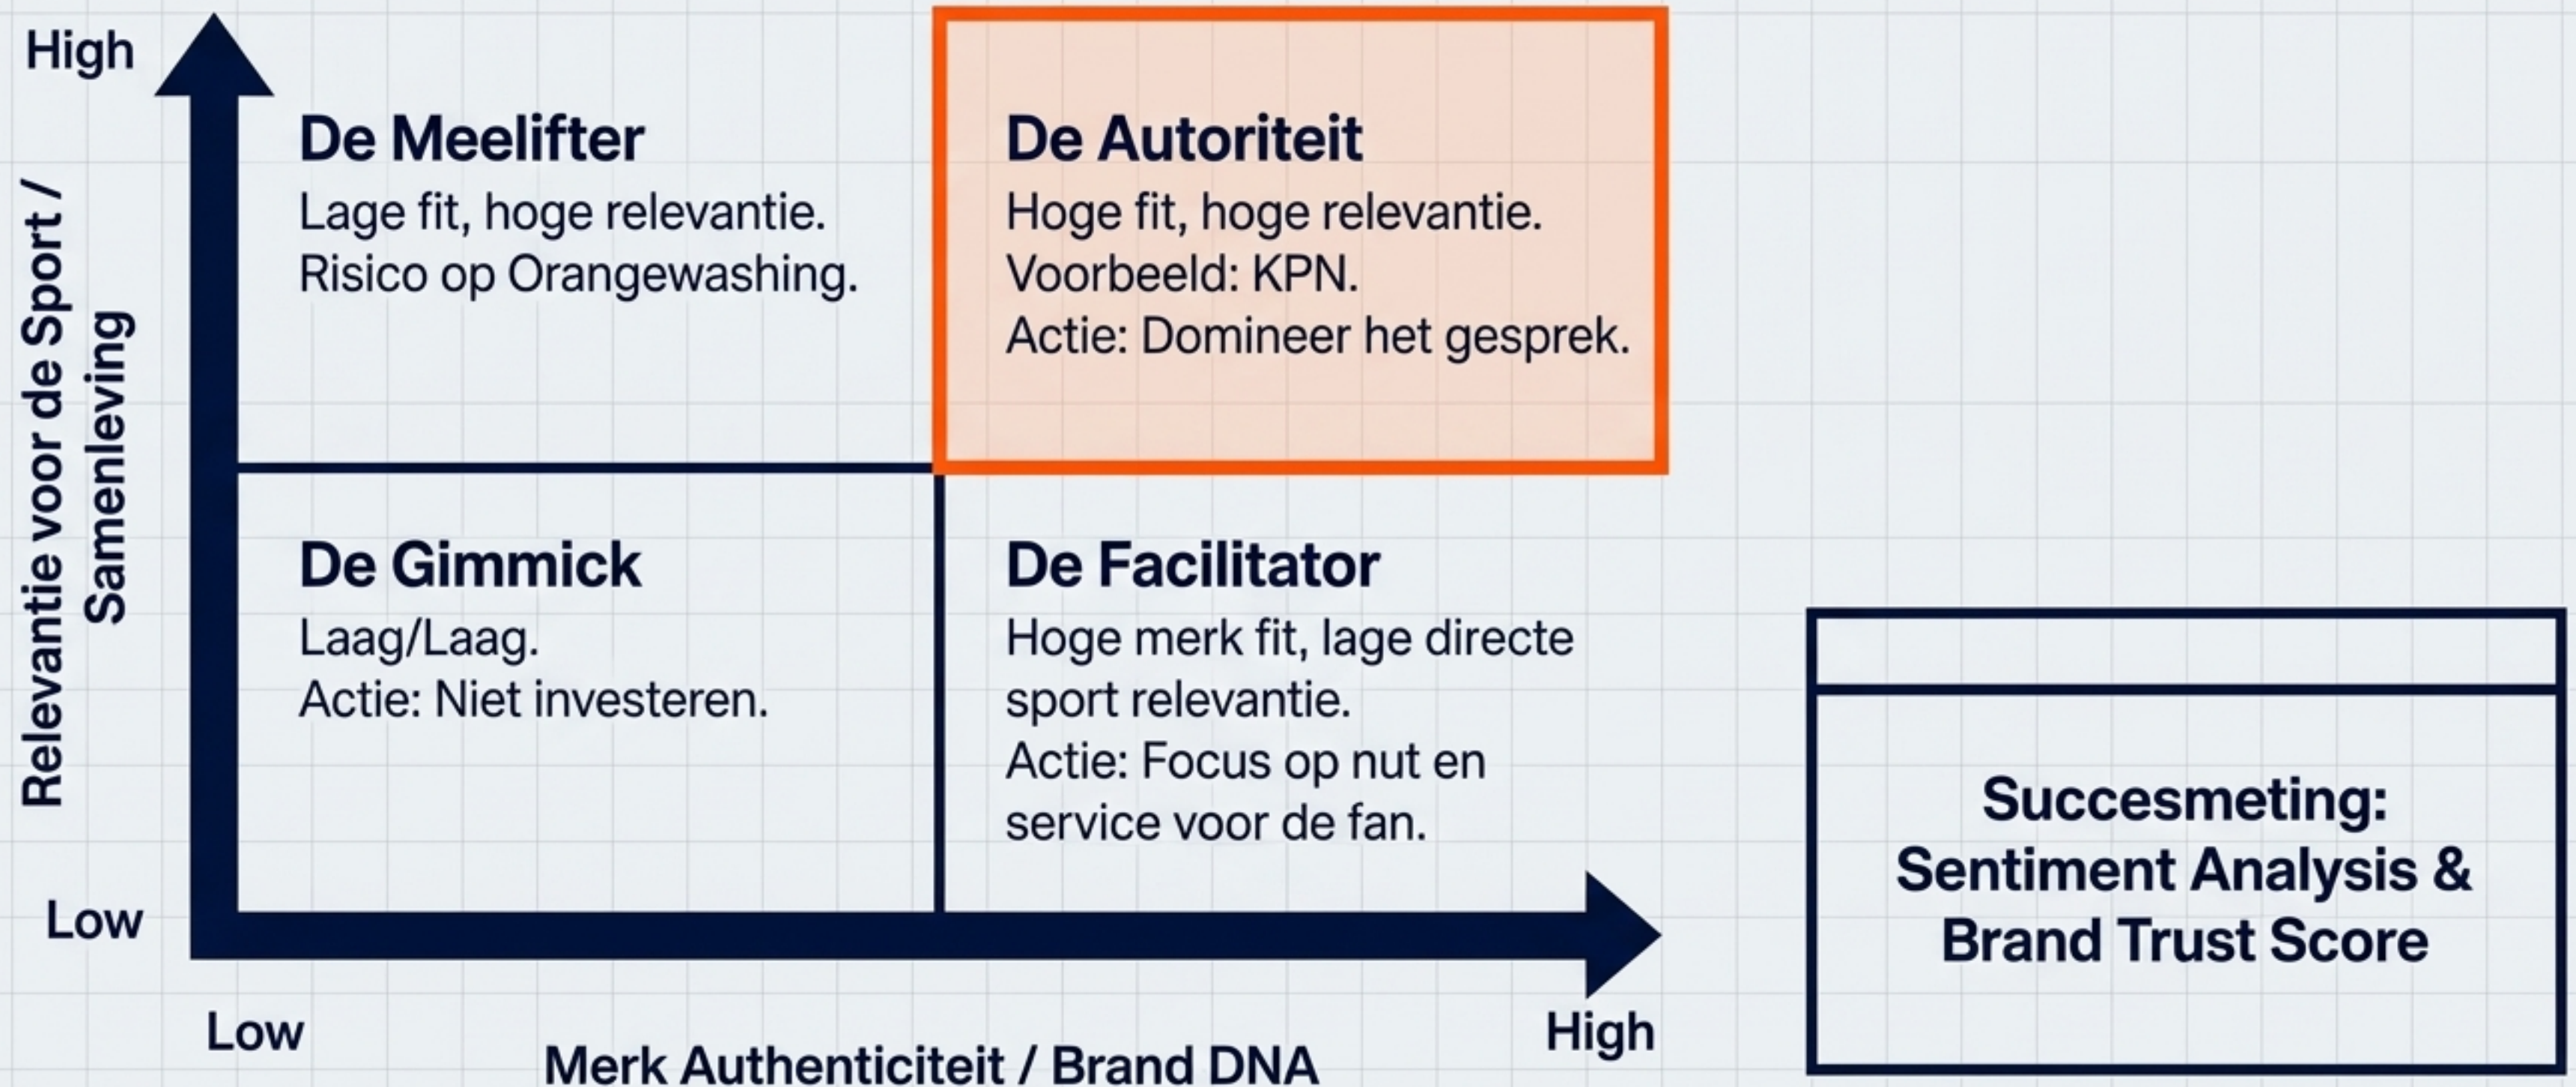 High
Relevantie voor de Sport /
Samenleving
Low
De Meelifter
Lage fit, hoge relevantie.
Risico op Orangewashing.
De Autoriteit
Hoge fit, hoge relevantie.
Voorbeeld: KPN.
Actie: Domineer het gesprek.
De Gimmick
Laag/Laag.
Actie: Niet investeren.
De Facilitator
Hoge merk fit, lage directe
sport relevantie.
Actie: Focus op nut en
service voor de fan.
Low
High
Merk Authenticiteit / Brand DNA
Succesmeting:
Sentiment Analysis &
Brand Trust Score